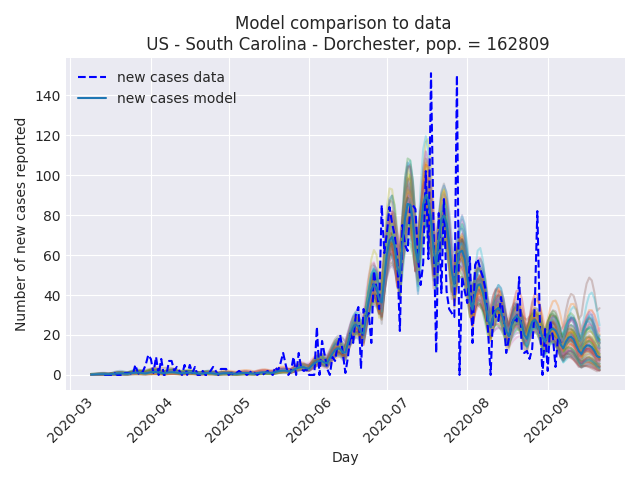 Model comparison to data
US - South Carolina - Dorchester, pop. = 162809
new cases data
new cases model
Number of new cases reported
140
120
100
80
60
40
20
0
2020-03
2020-04
2020-05
2020-06
2020-07
2020-08
2020-09
Day